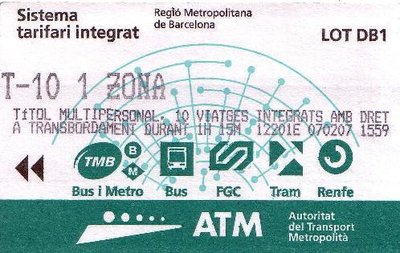 Sistema
tarifari integrat
Regió Metropolitana
de Barcelona
LOT DB1
T-10 1 ZONA
TíTOL MULTIPERSONAL. 10 VIATGES INTEGRATS AMB DRET
A TRANSBORDAMENT DURANT 1H 15M 12201E 070207 1559
TMB B M
Bus i Metro Bus FGC Tram Renfe
ATM
Autoritat
del Transport
Metropolità